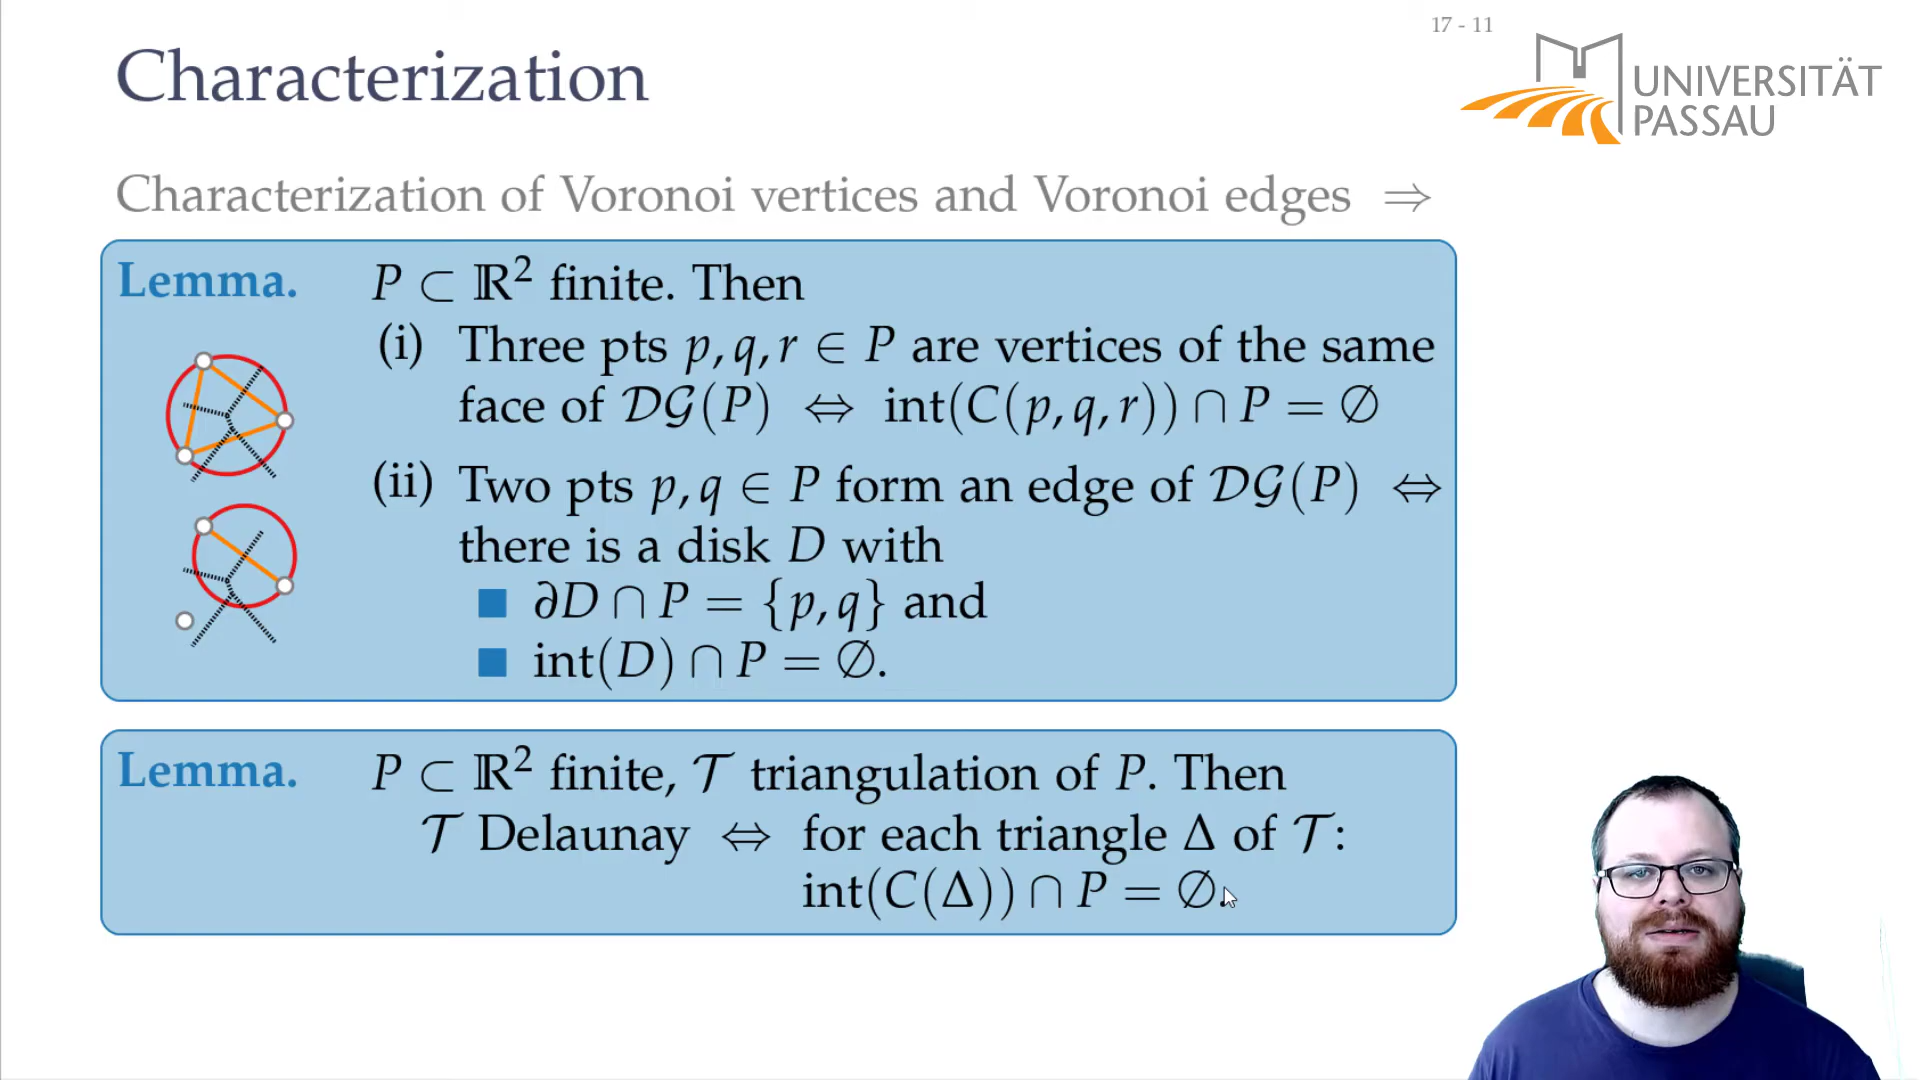 17 - 11
Characterization
UNIVERSITÄT
PASSAU
Characterization of Voronoi vertices and Voronoi edges ⇒
Lemma. P ⊂ ℝ² finite. Then
(i) Three pts p, q, r ∈ P are vertices of the same
face of 𝒟𝒢(P) ⇔ int(C(p, q, r)) ∩ P = ∅
(ii) Two pts p, q ∈ P form an edge of 𝒟𝒢(P) ⇔
there is a disk D with
■ ∂D ∩ P = {p, q} and
■ int(D) ∩ P = ∅.
Lemma. P ⊂ ℝ² finite, 𝒯 triangulation of P. Then
𝒯 Delaunay ⇔ for each triangle Δ of 𝒯:
int(C(Δ)) ∩ P = ∅.